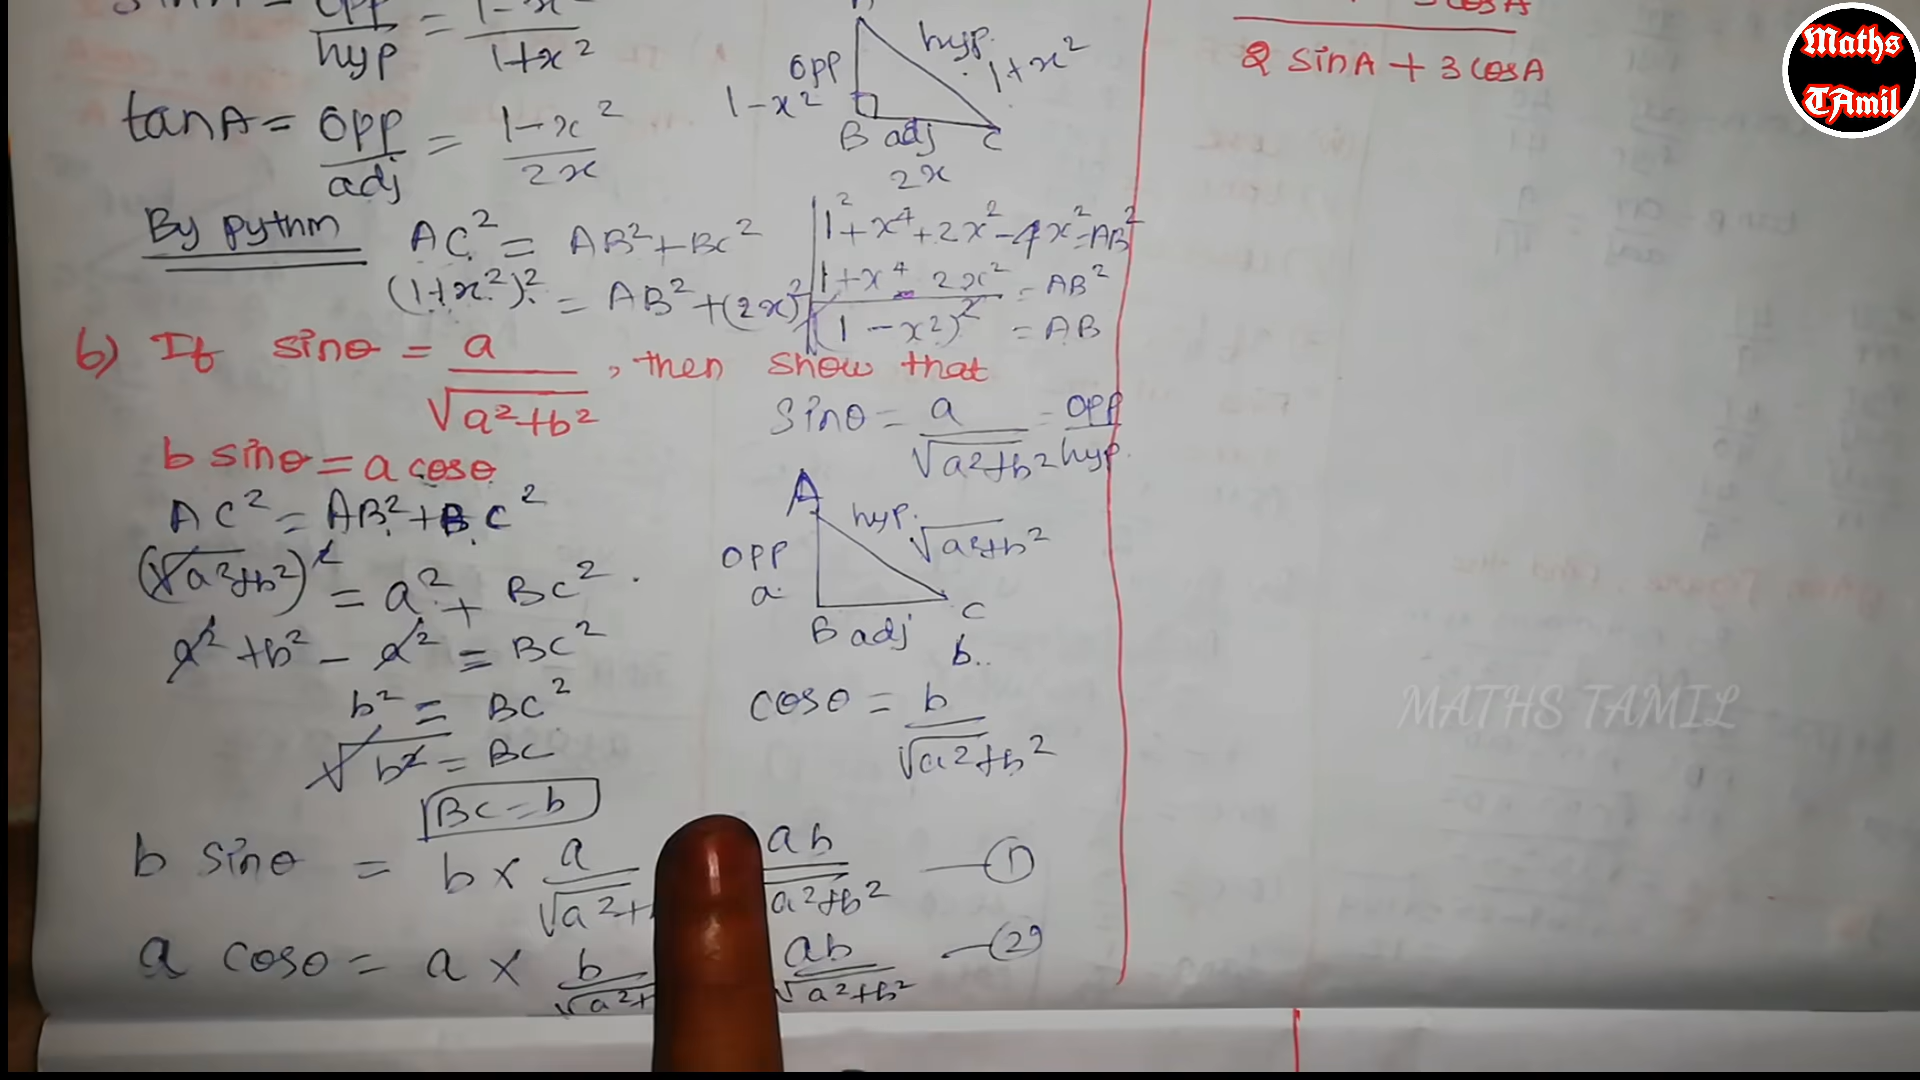 opp
hyp = 1-x
1+x²
tanA = opp/adj = 1-x²/2x
opp
hyp.
1+x²
1-x²
B adj C
2x
2 sinA + 3 cosA
Maths
TAmil
By pythm
AC² = AB² + BC²
(1+x²)² = AB² + (2x)²
1² + x⁴ + 2x² - 4x² = AB²
1 + x⁴ - 2x² = AB²
(1 - x²)² = AB
6) If sinθ = a/√a²+b² , then show that
b sinθ = a cosθ
sinθ = a/√a²+b² = opp/hyp.
AC² = AB² + BC²
(√a²+b²)² = a² + BC²
a² + b² - a² = BC²
b² = BC²
√b² = BC
BC = b
A
hyp. √a²+b²
opp
a
B adj C
b..
cosθ = b/√a²+b²
MATHS TAMIL
b sinθ = b × a/√a²+ ab/a²+b² — ①
a cosθ = a × b/√a²+ ab/√a²+b² — ②